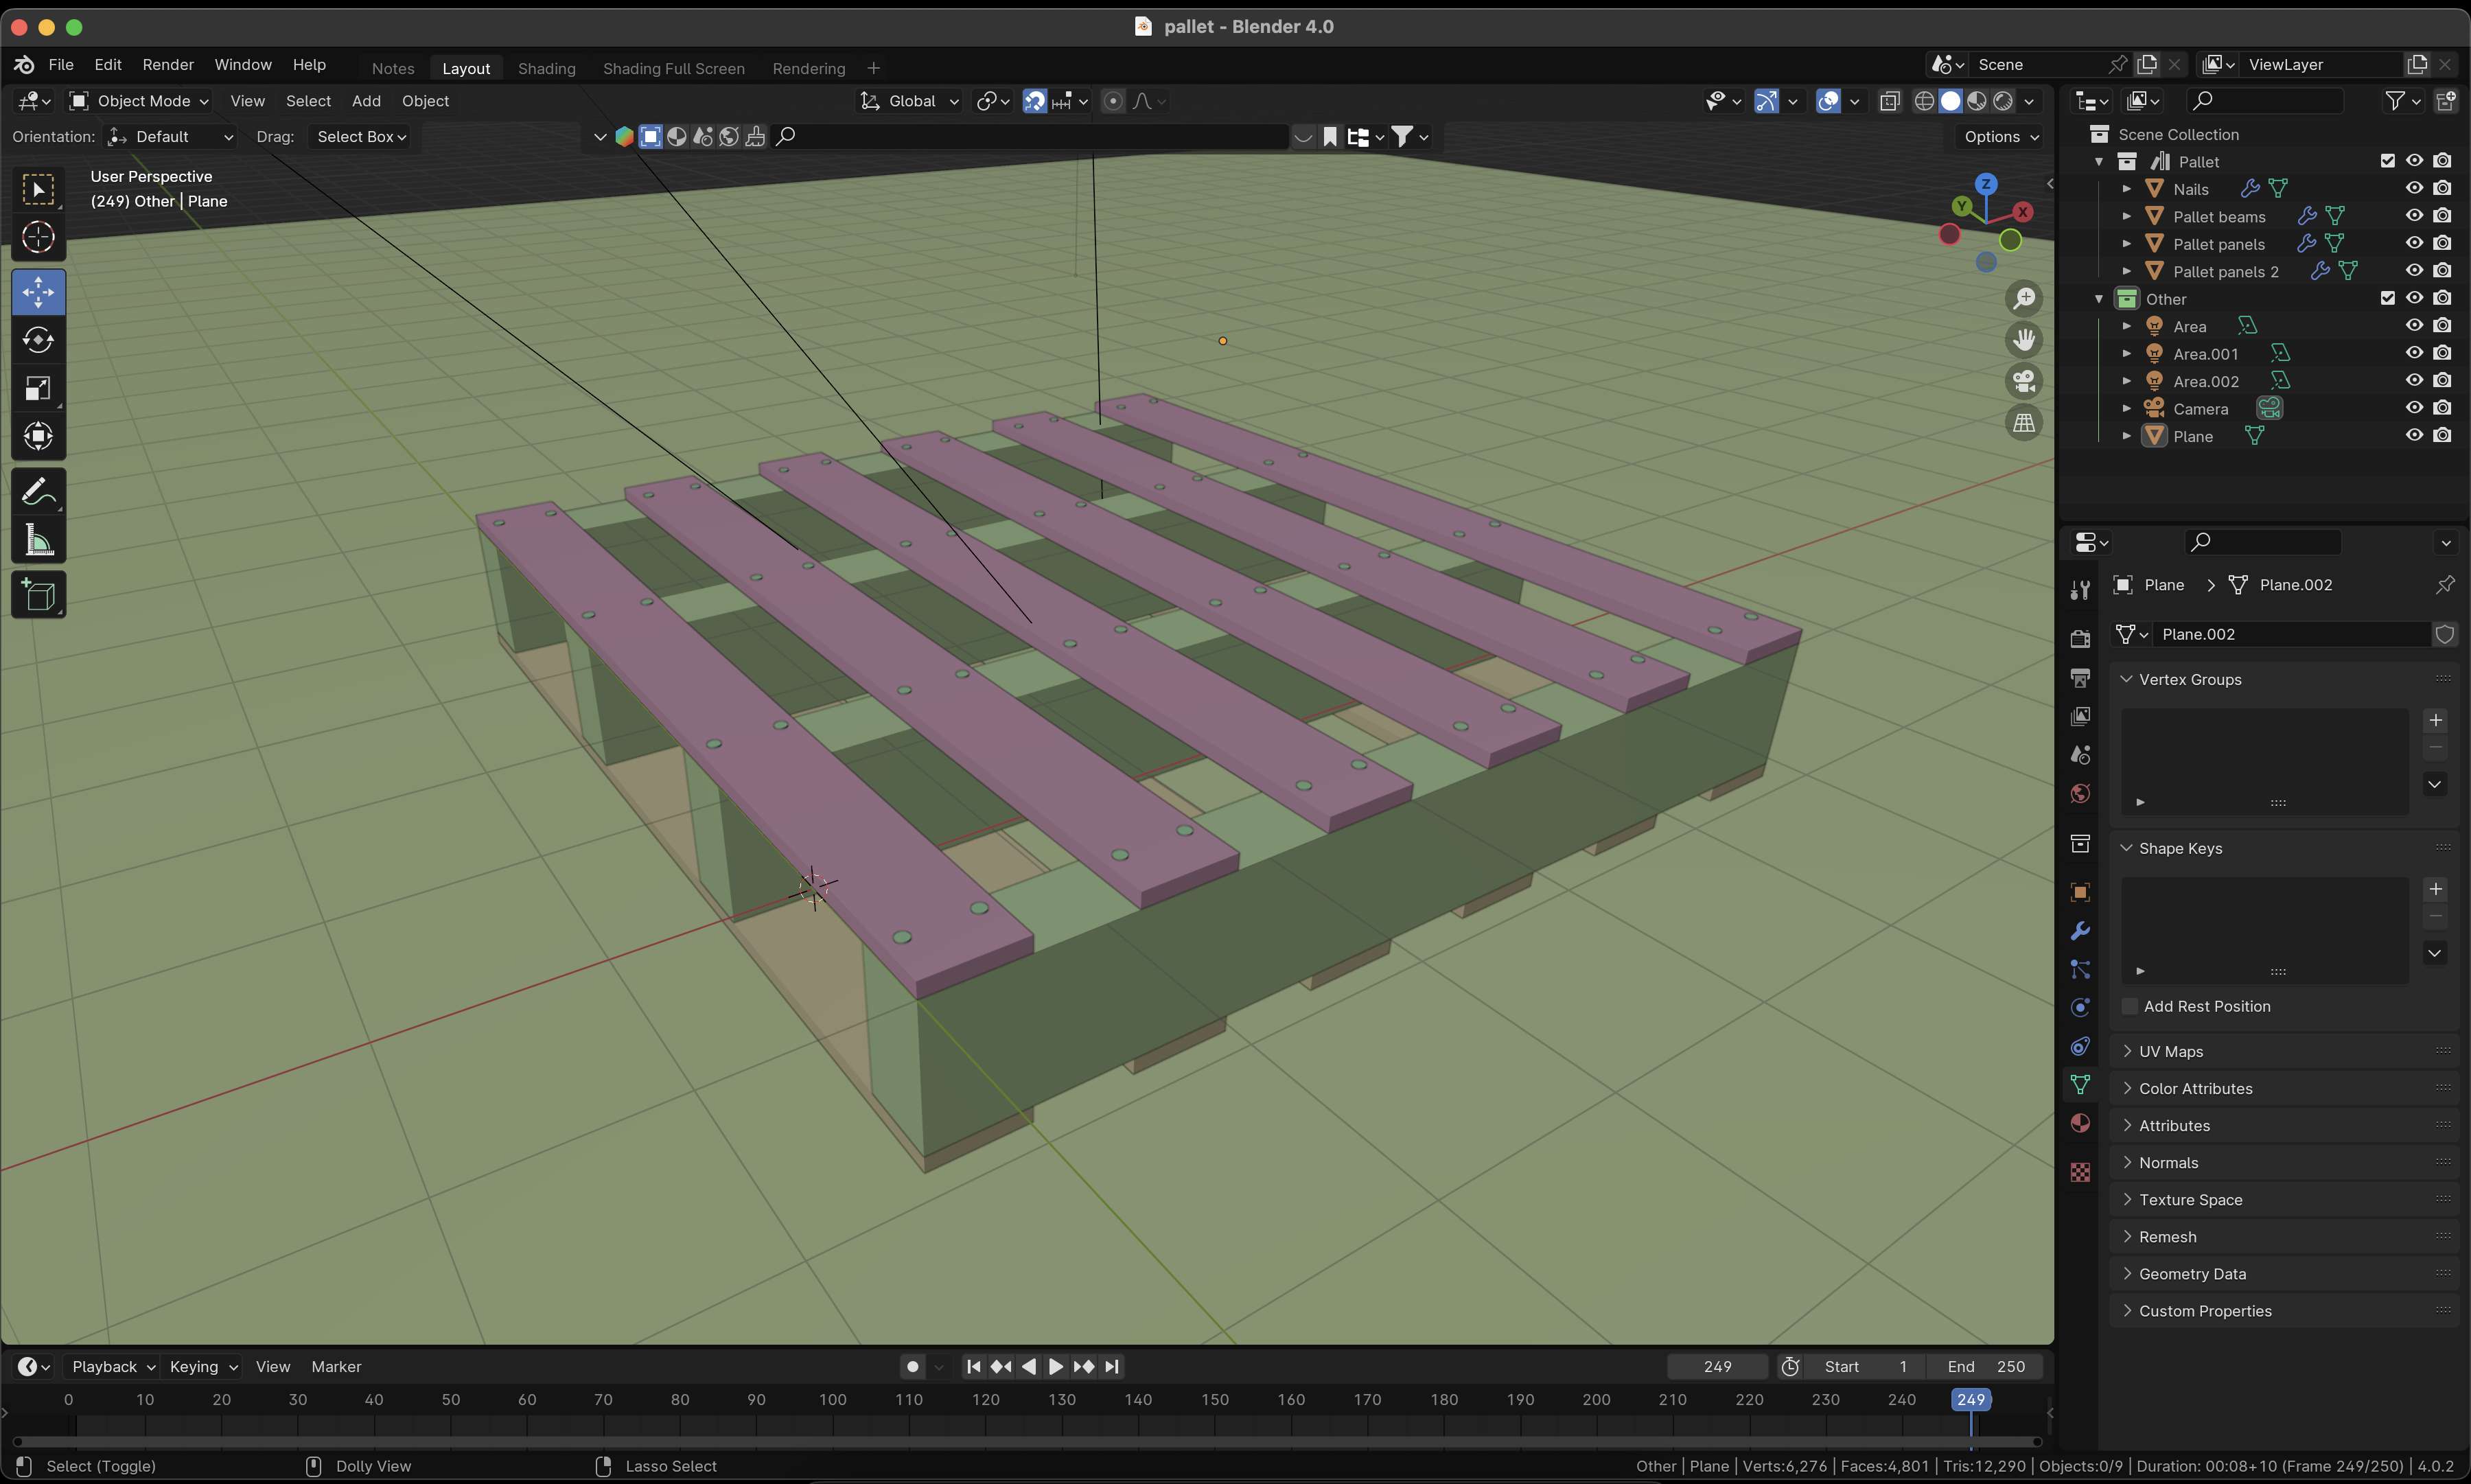 pallet - Blender 4.0
File Edit Render Window Help Notes Layout Shading Shading Full Screen Rendering + Scene ViewLayer
Object Mode View Select Add Object Global
Orientation: Default Drag: Select Box Options
User Perspective
(249) Other | Plane
Z
Y
X
Scene Collection
Pallet
Nails
Pallet beams
Pallet panels
Pallet panels 2
Other
Area
Area.001
Area.002
Camera
Plane
Plane > Plane.002
Plane.002
Vertex Groups
Shape Keys
Add Rest Position
UV Maps
Color Attributes
Attributes
Normals
Texture Space
Remesh
Geometry Data
Custom Properties
Playback Keying View Marker 249 Start 1 End 250
0 10 20 30 40 50 60 70 80 90 100 110 120 130 140 150 160 170 180 190 200 210 220 230 240 249
Select (Toggle) Dolly View Lasso Select Other | Plane | Verts:6,276 | Faces:4,801 | Tris:12,290 | Objects:0/9 | Duration: 00:08+10 (Frame 249/250) | 4.0.2